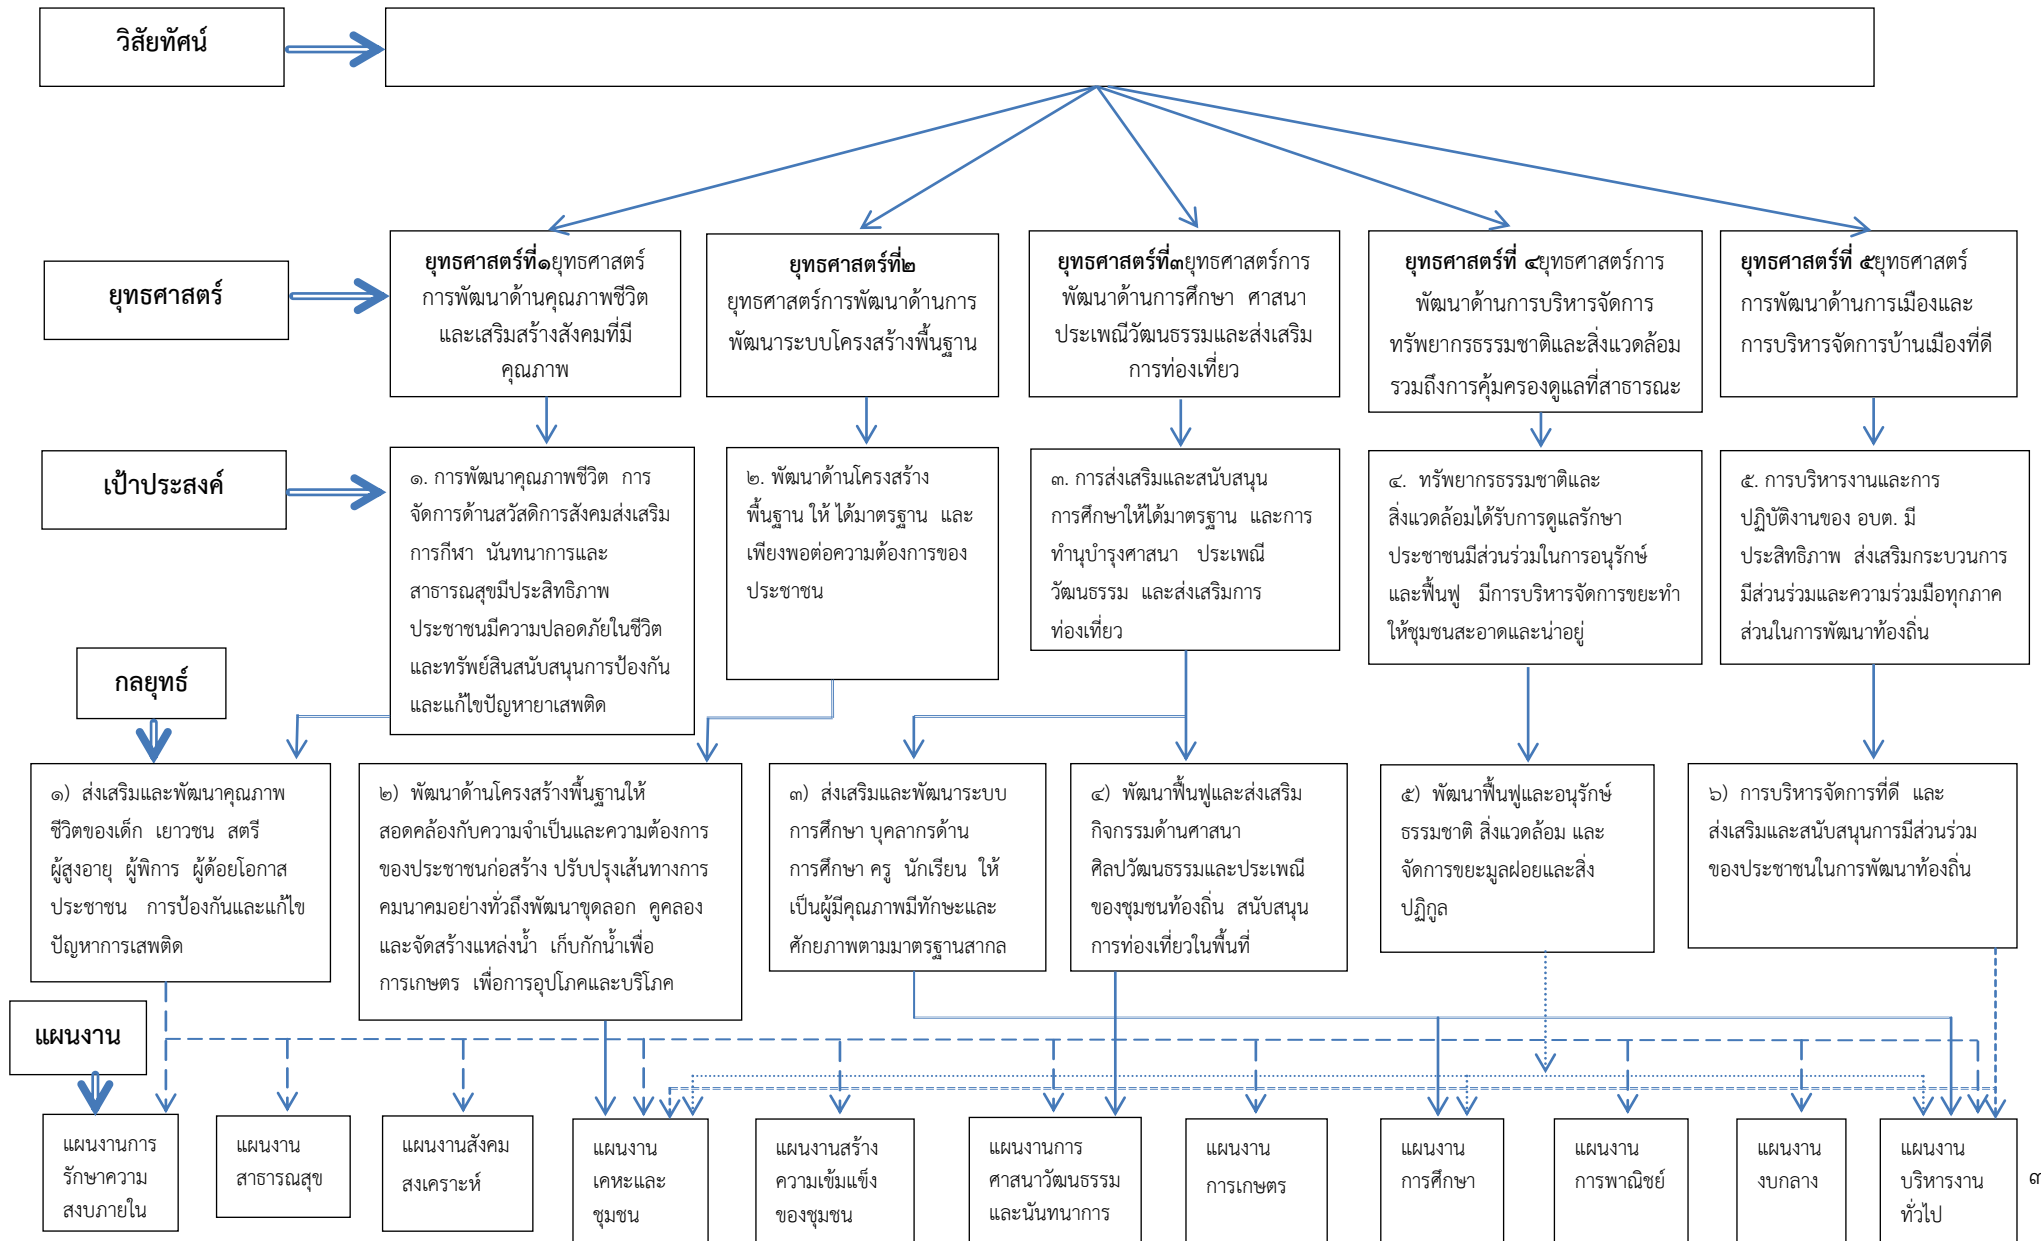 วิสัยทัศน์
ยุทธศาสตร์
ยุทธศาสตร์ที่๑ยุทธศาสตร์
การพัฒนาด้านคุณภาพชีวิต
และเสริมสร้างสังคมที่มี
คุณภาพ
ยุทธศาสตร์ที่๒
ยุทธศาสตร์การพัฒนาด้านการ
พัฒนาระบบโครงสร้างพื้นฐาน
ยุทธศาสตร์ที่๓ยุทธศาสตร์การ
พัฒนาด้านการศึกษา ศาสนา
ประเพณีวัฒนธรรมและส่งเสริม
การท่องเที่ยว
ยุทธศาสตร์ที่ ๔ยุทธศาสตร์การ
พัฒนาด้านการบริหารจัดการ
ทรัพยากรธรรมชาติและสิ่งแวดล้อม
รวมถึงการคุ้มครองดูแลที่สาธารณะ
ยุทธศาสตร์ที่ ๕ยุทธศาสตร์
การพัฒนาด้านการเมืองและ
การบริหารจัดการบ้านเมืองที่ดี
เป้าประสงค์
๑. การพัฒนาคุณภาพชีวิต การ
จัดการด้านสวัสดิการสังคมส่งเสริม
การกีฬา นันทนาการและ
สาธารณสุขมีประสิทธิภาพ
ประชาชนมีความปลอดภัยในชีวิต
และทรัพย์สินสนับสนุนการป้องกัน
และแก้ไขปัญหายาเสพติด
๒. พัฒนาด้านโครงสร้าง
พื้นฐาน ให้ ได้มาตรฐาน และ
เพียงพอต่อความต้องการของ
ประชาชน
๓. การส่งเสริมและสนับสนุน
การศึกษาให้ได้มาตรฐาน และการ
ทำนุบำรุงศาสนา ประเพณี
วัฒนธรรม และส่งเสริมการ
ท่องเที่ยว
๔. ทรัพยากรธรรมชาติและ
สิ่งแวดล้อมได้รับการดูแลรักษา
ประชาชนมีส่วนร่วมในการอนุรักษ์
และฟื้นฟู มีการบริหารจัดการขยะทำ
ให้ชุมชนสะอาดและน่าอยู่
๕. การบริหารงานและการ
ปฏิบัติงานของ อบต. มี
ประสิทธิภาพ ส่งเสริมกระบวนการ
มีส่วนร่วมและความร่วมมือทุกภาค
ส่วนในการพัฒนาท้องถิ่น
กลยุทธ์
๑) ส่งเสริมและพัฒนาคุณภาพ
ชีวิตของเด็ก เยาวชน สตรี
ผู้สูงอายุ ผู้พิการ ผู้ด้อยโอกาส
ประชาชน การป้องกันและแก้ไข
ปัญหาการเสพติด
๒) พัฒนาด้านโครงสร้างพื้นฐานให้
สอดคล้องกับความจำเป็นและความต้องการ
ของประชาชนก่อสร้าง ปรับปรุงเส้นทางการ
คมนาคมอย่างทั่วถึงพัฒนาขุดลอก คูคลอง
และจัดสร้างแหล่งน้ำ เก็บกักน้ำเพื่อ
การเกษตร เพื่อการอุปโภคและบริโภค
๓) ส่งเสริมและพัฒนาระบบ
การศึกษา บุคลากรด้าน
การศึกษา ครู นักเรียน ให้
เป็นผู้มีคุณภาพมีทักษะและ
ศักยภาพตามมาตรฐานสากล
๔) พัฒนาฟื้นฟูและส่งเสริม
กิจกรรมด้านศาสนา
ศิลปวัฒนธรรมและประเพณี
ของชุมชนท้องถิ่น สนับสนุน
การท่องเที่ยวในพื้นที่
๕) พัฒนาฟื้นฟูและอนุรักษ์
ธรรมชาติ สิ่งแวดล้อม และ
จัดการขยะมูลฝอยและสิ่ง
ปฏิกูล
๖) การบริหารจัดการที่ดี และ
ส่งเสริมและสนับสนุนการมีส่วนร่วม
ของประชาชนในการพัฒนาท้องถิ่น
แผนงาน
แผนงานการ
รักษาความ
สงบภายใน
แผนงาน
สาธารณสุข
แผนงานสังคม
สงเคราะห์
แผนงาน
เคหะและ
ชุมชน
แผนงานสร้าง
ความเข้มแข็ง
ของชุมชน
แผนงานการ
ศาสนาวัฒนธรรม
และนันทนาการ
แผนงาน
การเกษตร
แผนงาน
การศึกษา
แผนงาน
การพาณิชย์
แผนงาน
งบกลาง
แผนงาน
บริหารงาน
ทั่วไป